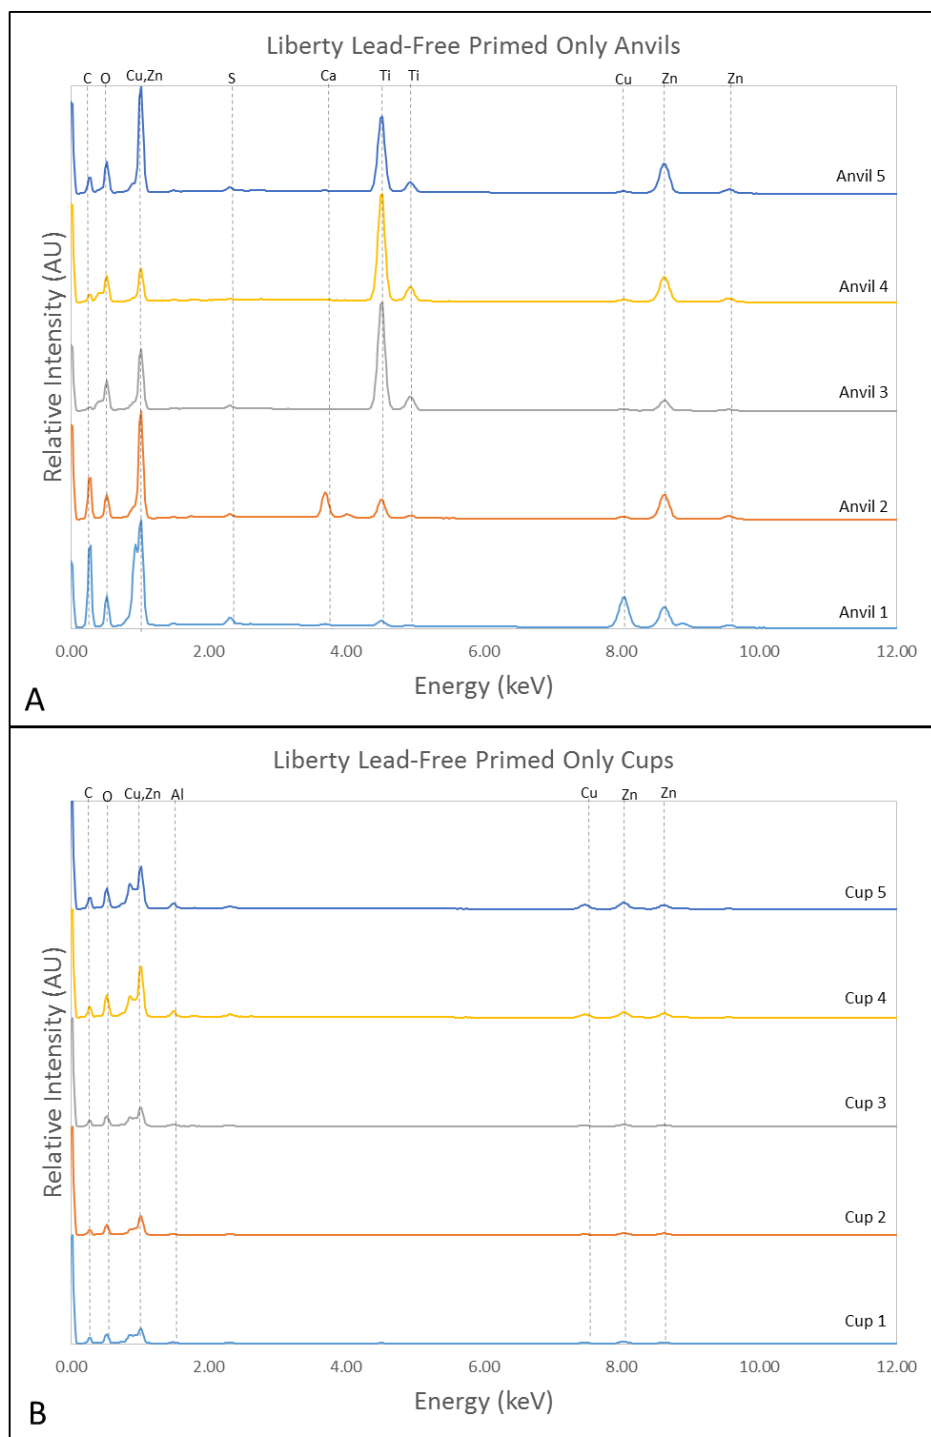 Liberty Lead-Free Primed Only Anvils
C O Cu,Zn S Ca Ti Ti Cu Zn Zn
Relative Intensity (AU)
Anvil 5
Anvil 4
Anvil 3
Anvil 2
Anvil 1
0.00 2.00 4.00 6.00 8.00 10.00 12.00
Energy (keV)
A
Liberty Lead-Free Primed Only Cups
C O Cu,Zn Al Cu Zn Zn
Relative Intensity (AU)
Cup 5
Cup 4
Cup 3
Cup 2
Cup 1
0.00 2.00 4.00 6.00 8.00 10.00 12.00
Energy (keV)
B